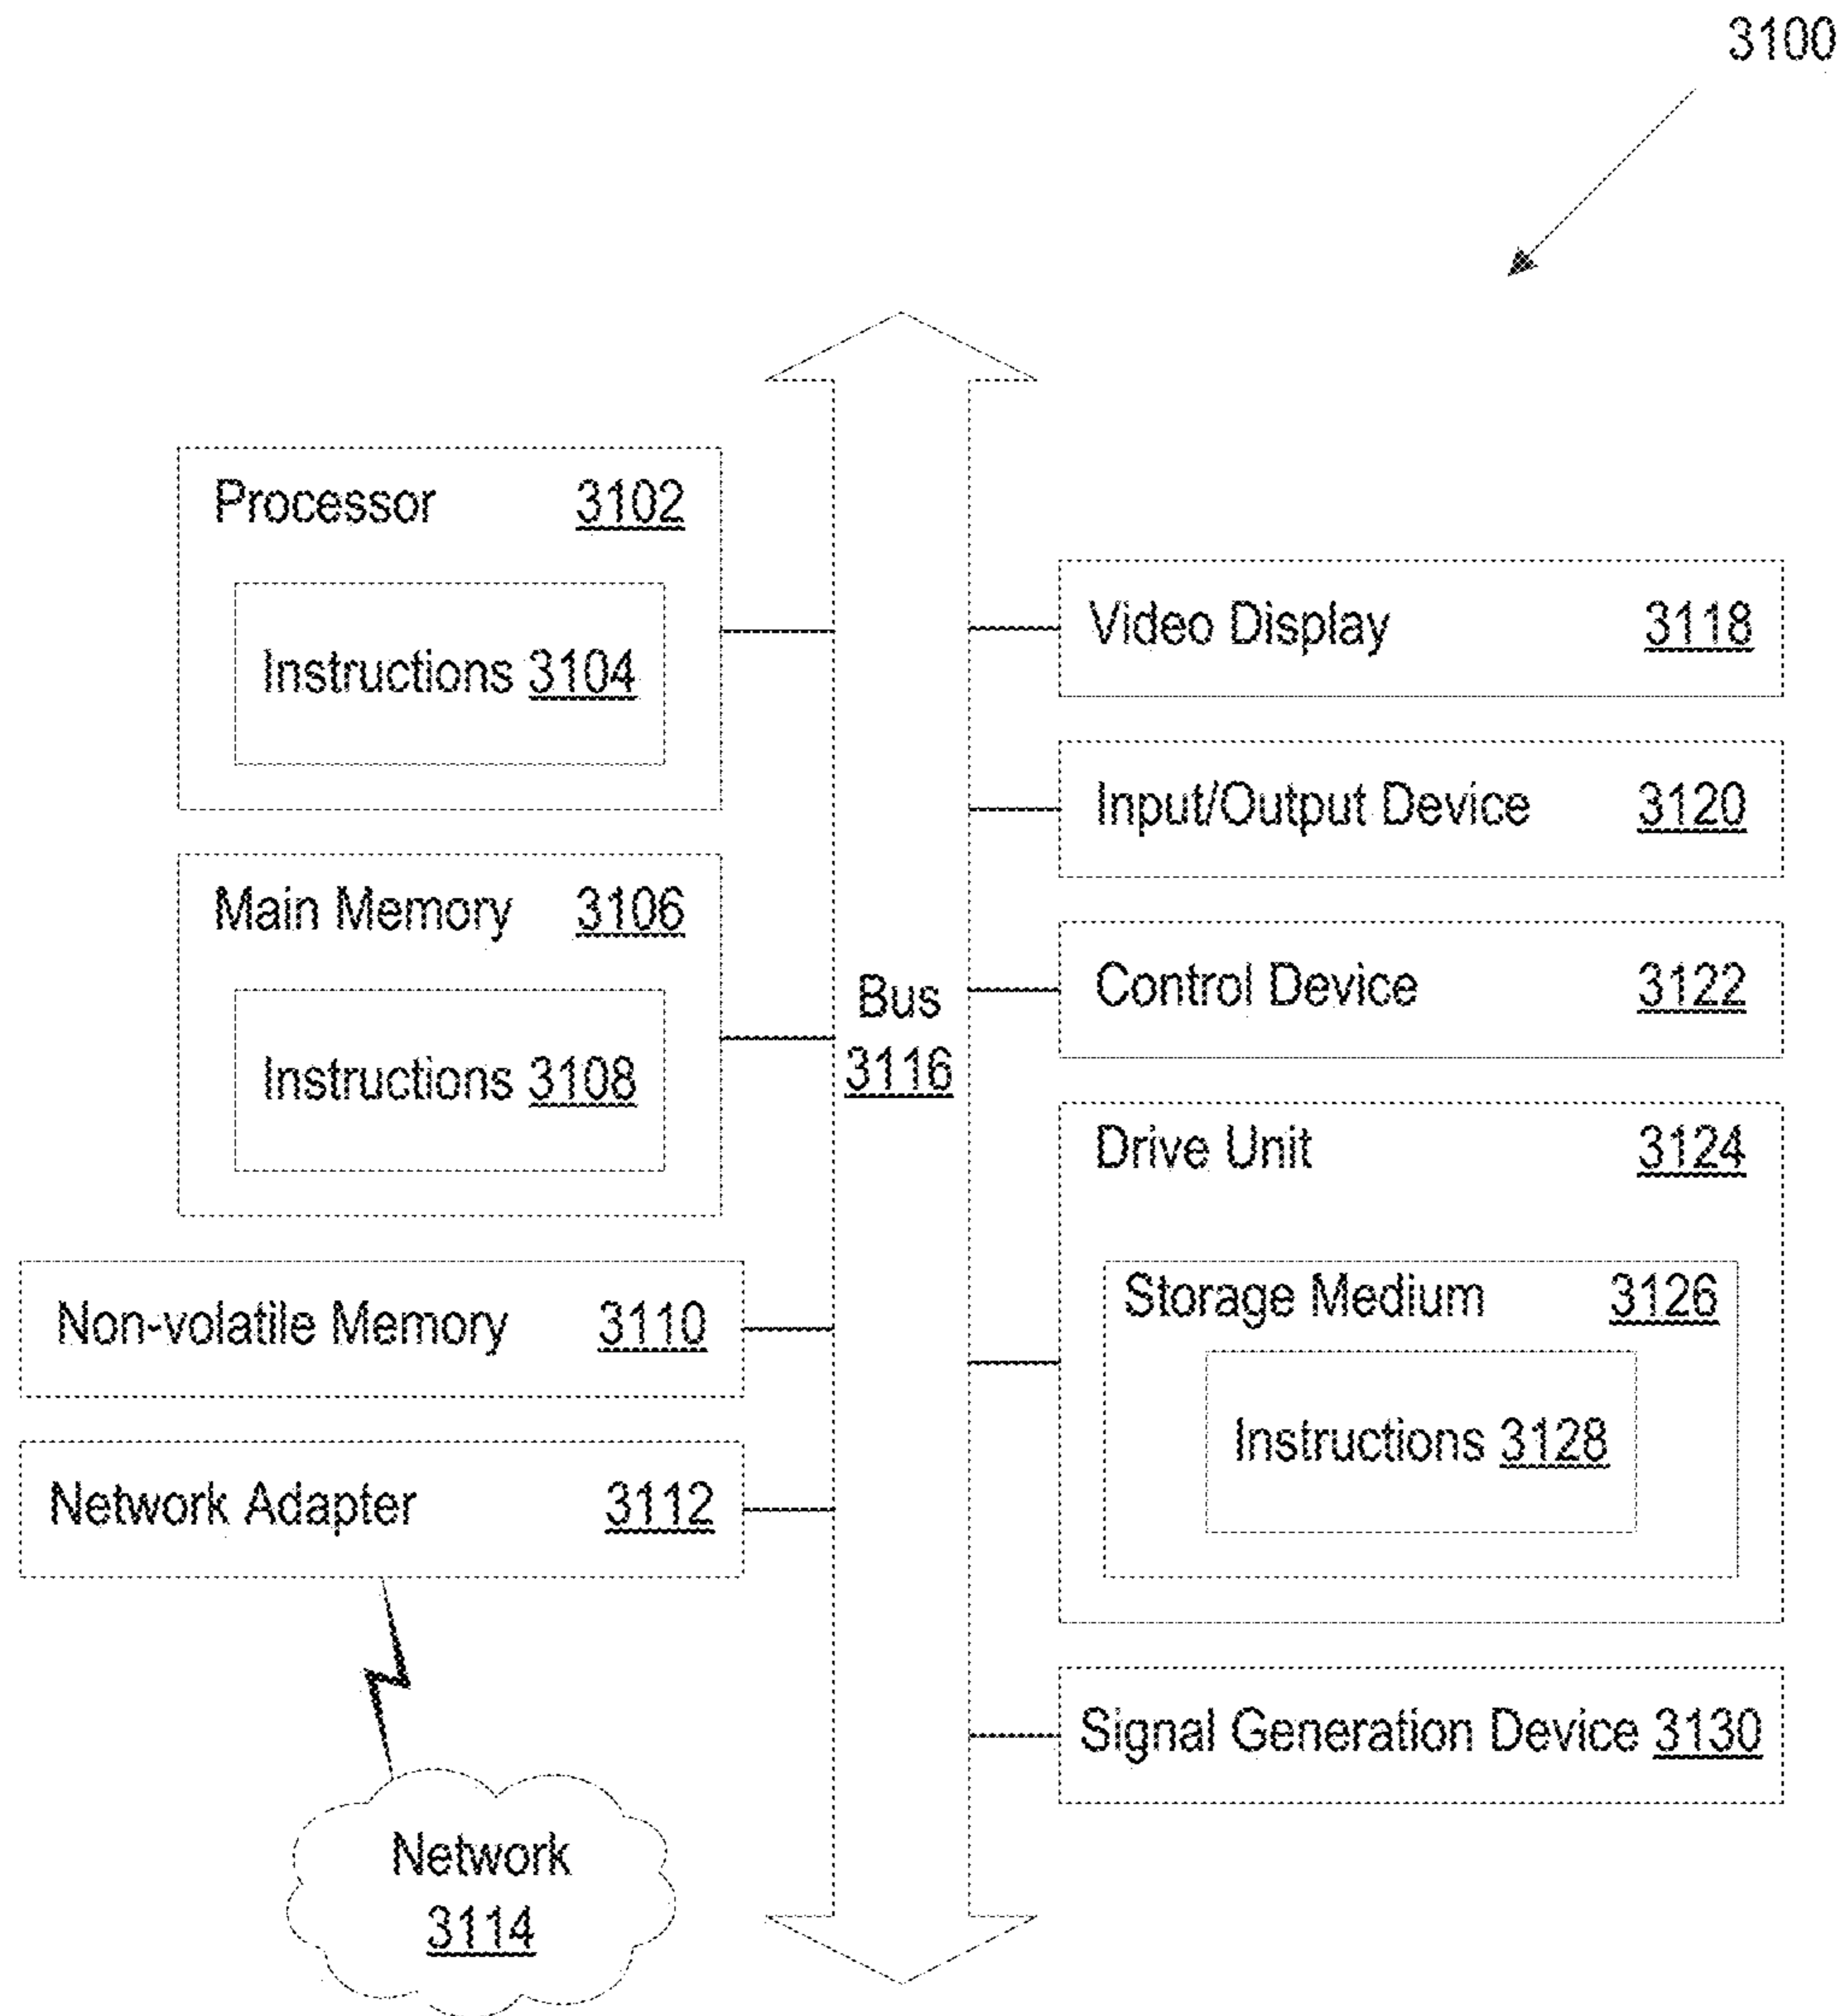 3100
Processor 3102
Instructions 3104
Main Memory 3106
Instructions 3108
Non-volatile Memory 3110
Network Adapter 3112
Network
3114
Bus
3116
Video Display 3118
Input/Output Device 3120
Control Device 3122
Drive Unit 3124
Storage Medium 3126
Instructions 3128
Signal Generation Device 3130